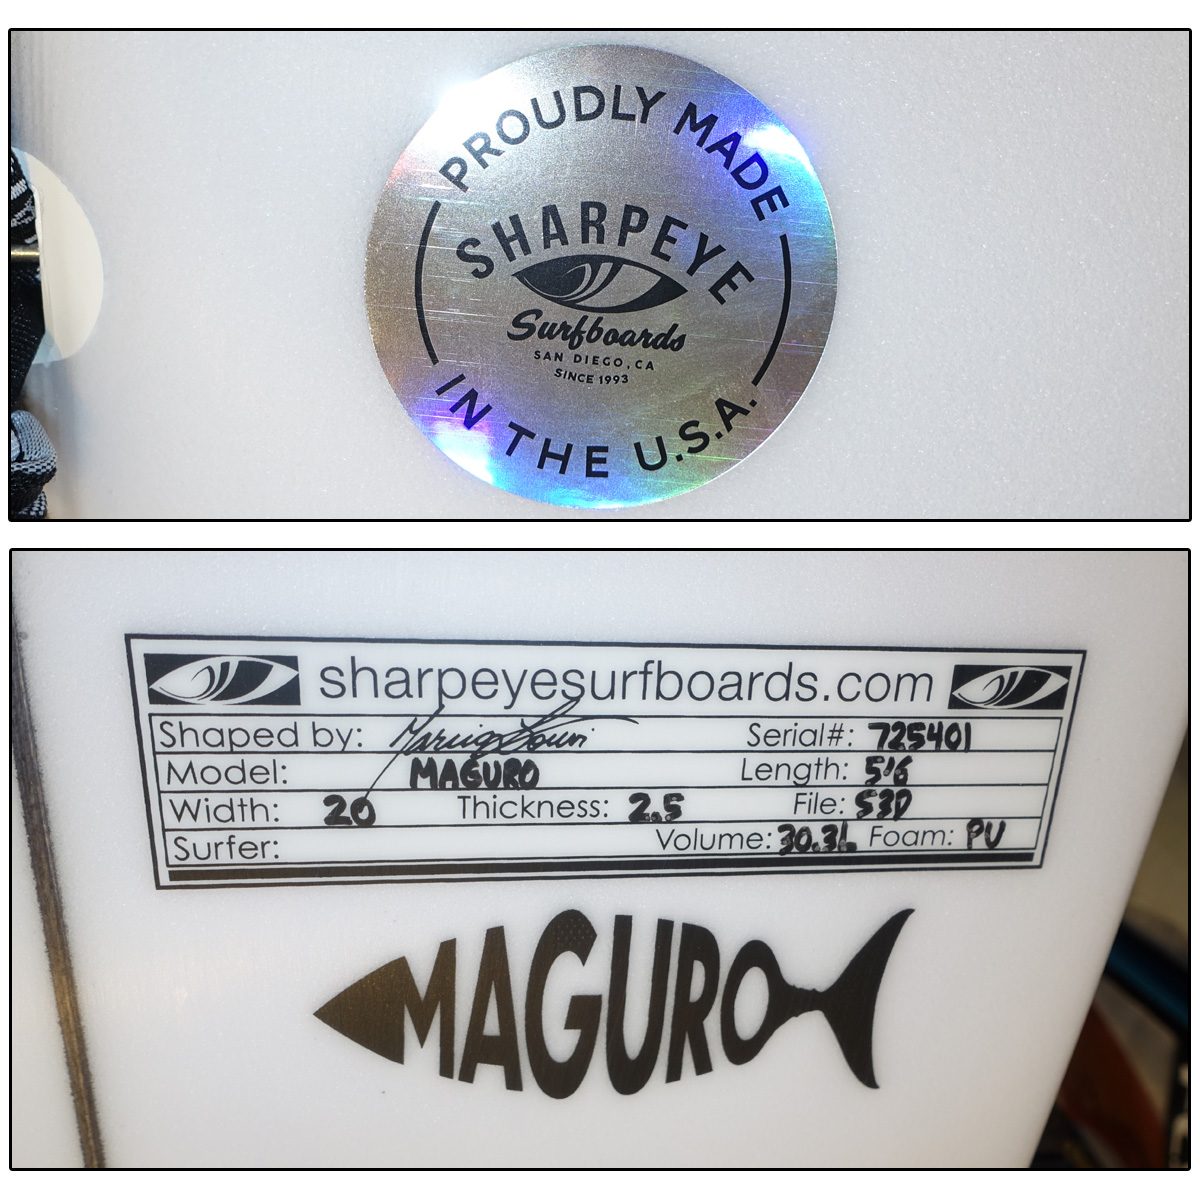 PROUDLY MADE
SHARPEYE
Surfboards
SAN DIEGO, CA
SINCE 1993
IN THE U.S.A.
sharpeyesurfboards.com
Shaped by: Serial#: 725401
Model: MAGURO Length: 5'6
Width: 20 Thickness: 2.5 File: S3D
Surfer: Volume: 30.3L Foam: PU
MAGURO